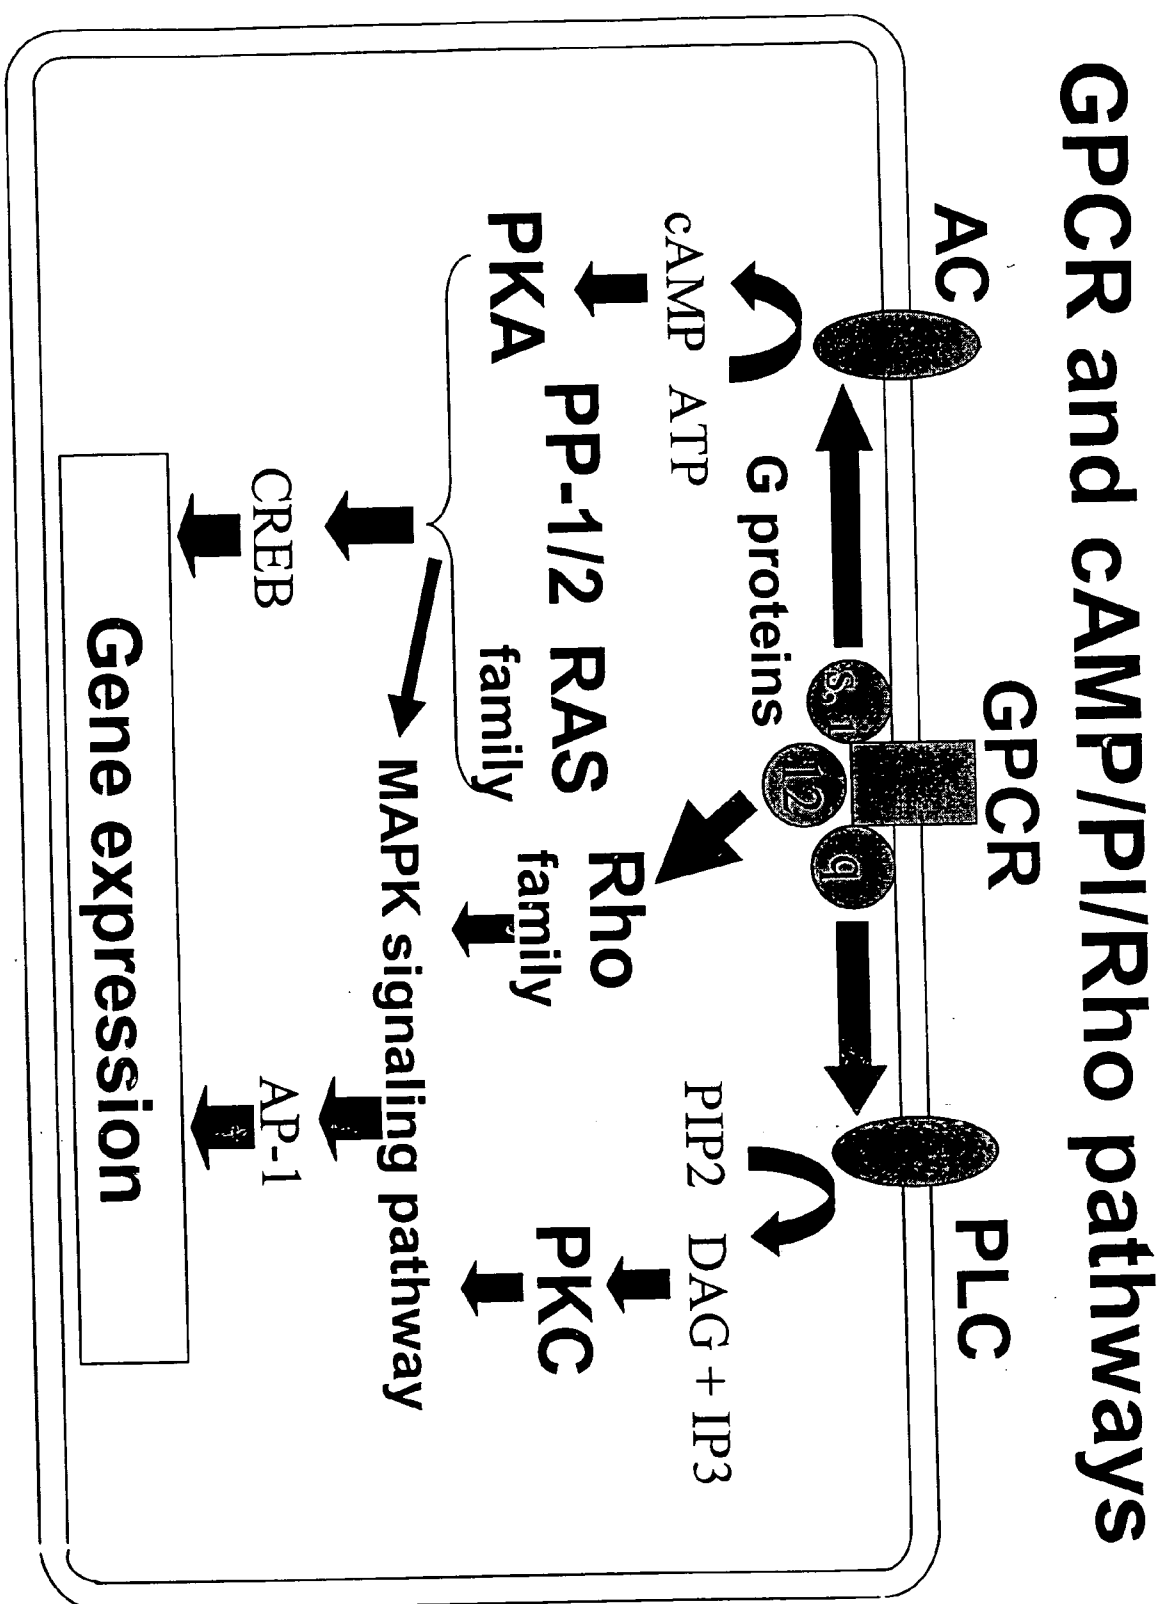 GPCR and cAMP/PI/Rho pathways
GPCR
AC
PLC
s, i
12
q
G proteins
cAMP ATP
PIP2 DAG + IP3
PKA PP-1/2 RAS
family
Rho
family
PKC
MAPK signaling pathway
CREB
AP-1
Gene expression